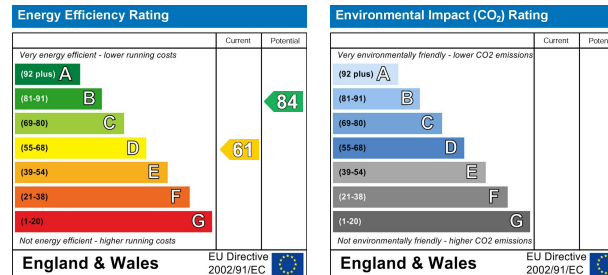 Energy Efficiency Rating
Current Potential
Very energy efficient - lower running costs
(92 plus) A
(81-91) B
84
(69-80) C
(55-68) D
61
(39-54) E
(21-38) F
(1-20) G
Not energy efficient - higher running costs
England & Wales
EU Directive
2002/91/EC
Environmental Impact (CO2) Rating
Current Poten
Very environmentally friendly - lower CO2 emissions
(92 plus) A
(81-91) B
(69-80) C
(55-68) D
(39-54) E
(21-38) F
(1-20) G
Not environmentally friendly - higher CO2 emissions
England & Wales
EU Directive
2002/91/EC